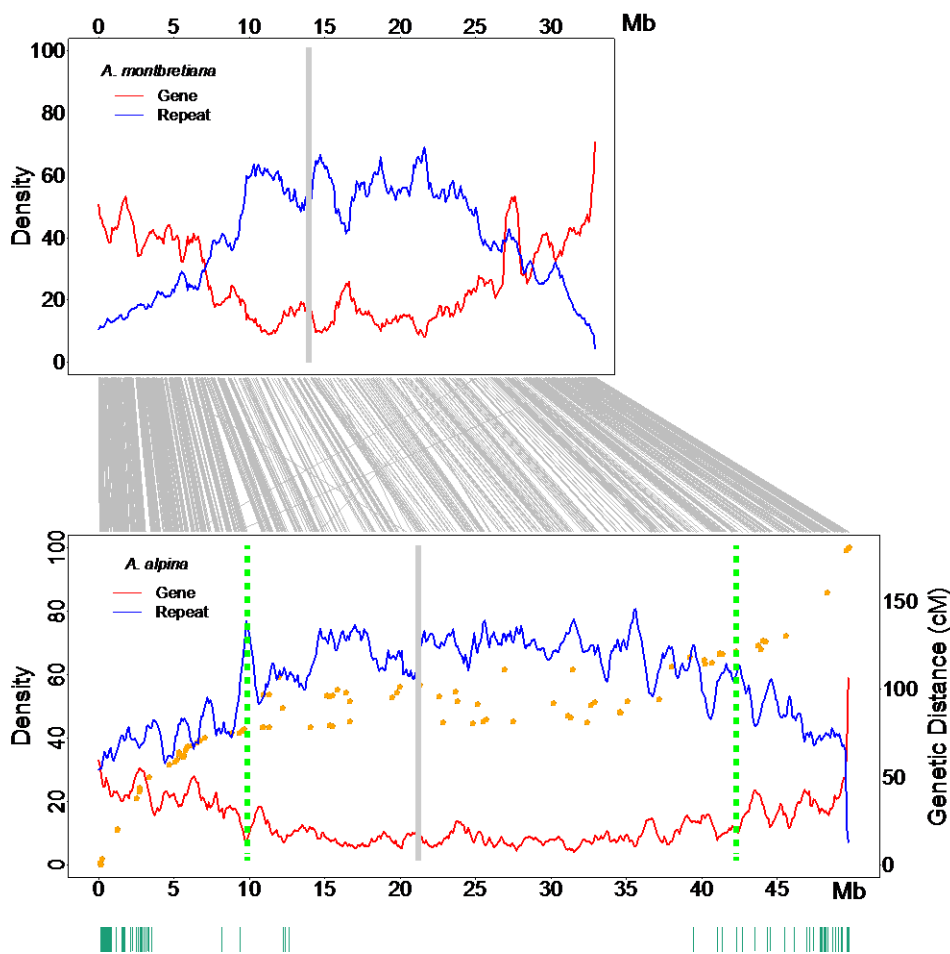 0 5 10 15 20 25 30 Mb
100
A. montbretiana
Gene
80
Repeat
60
Density
40
20
0
100
A. alpina
Gene
80
Repeat
150
60
100
Density
40
50
20
0
0
Genetic Distance (cM)
0 5 10 15 20 25 30 35 40 45 Mb